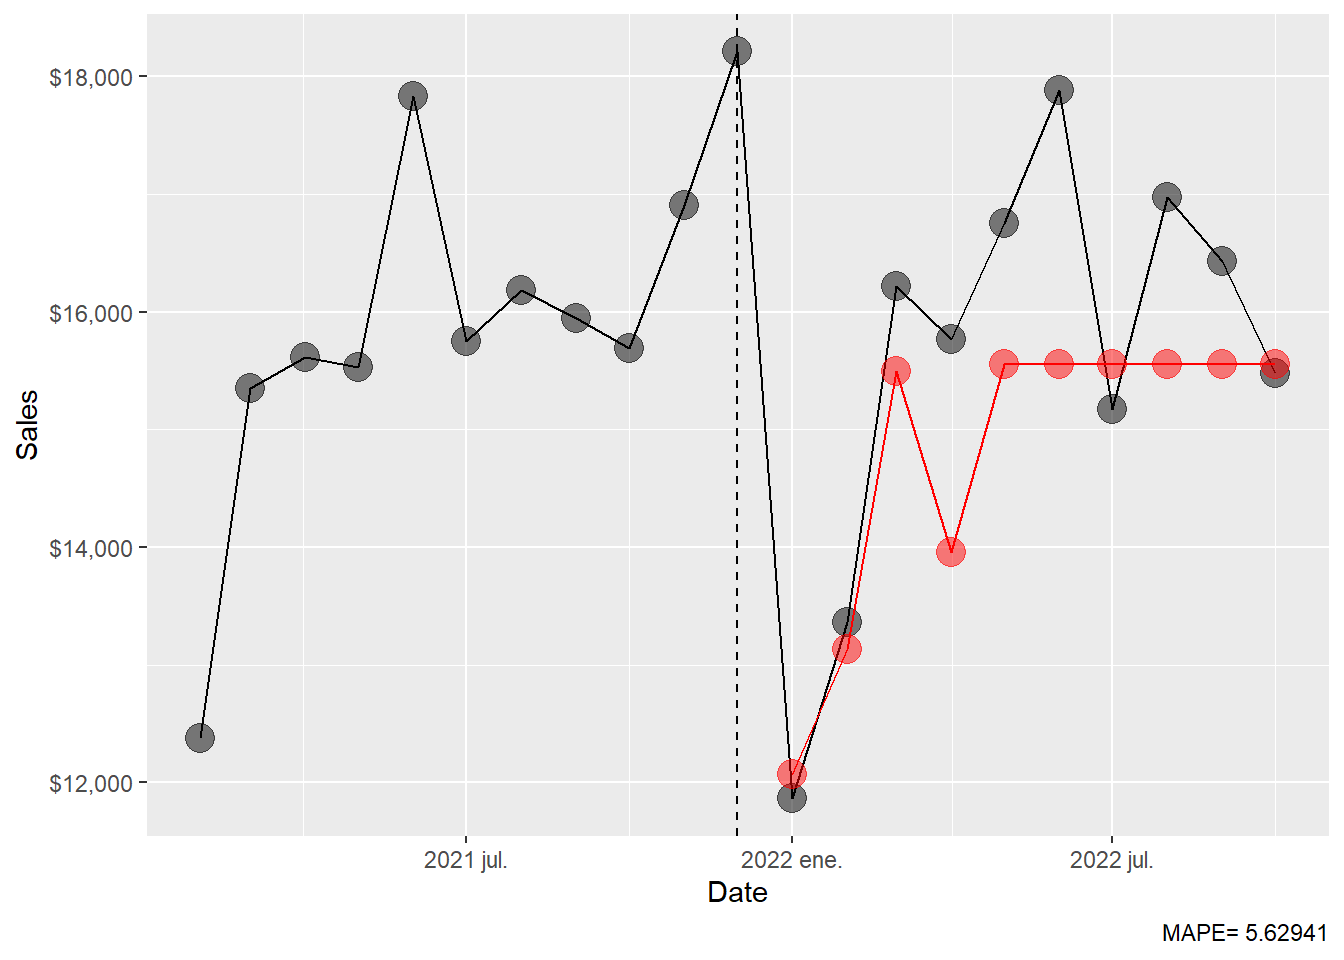 $18,000
$16,000
$14,000
$12,000
Sales
2021 jul.
2022 ene.
2022 jul.
Date
MAPE= 5.62941